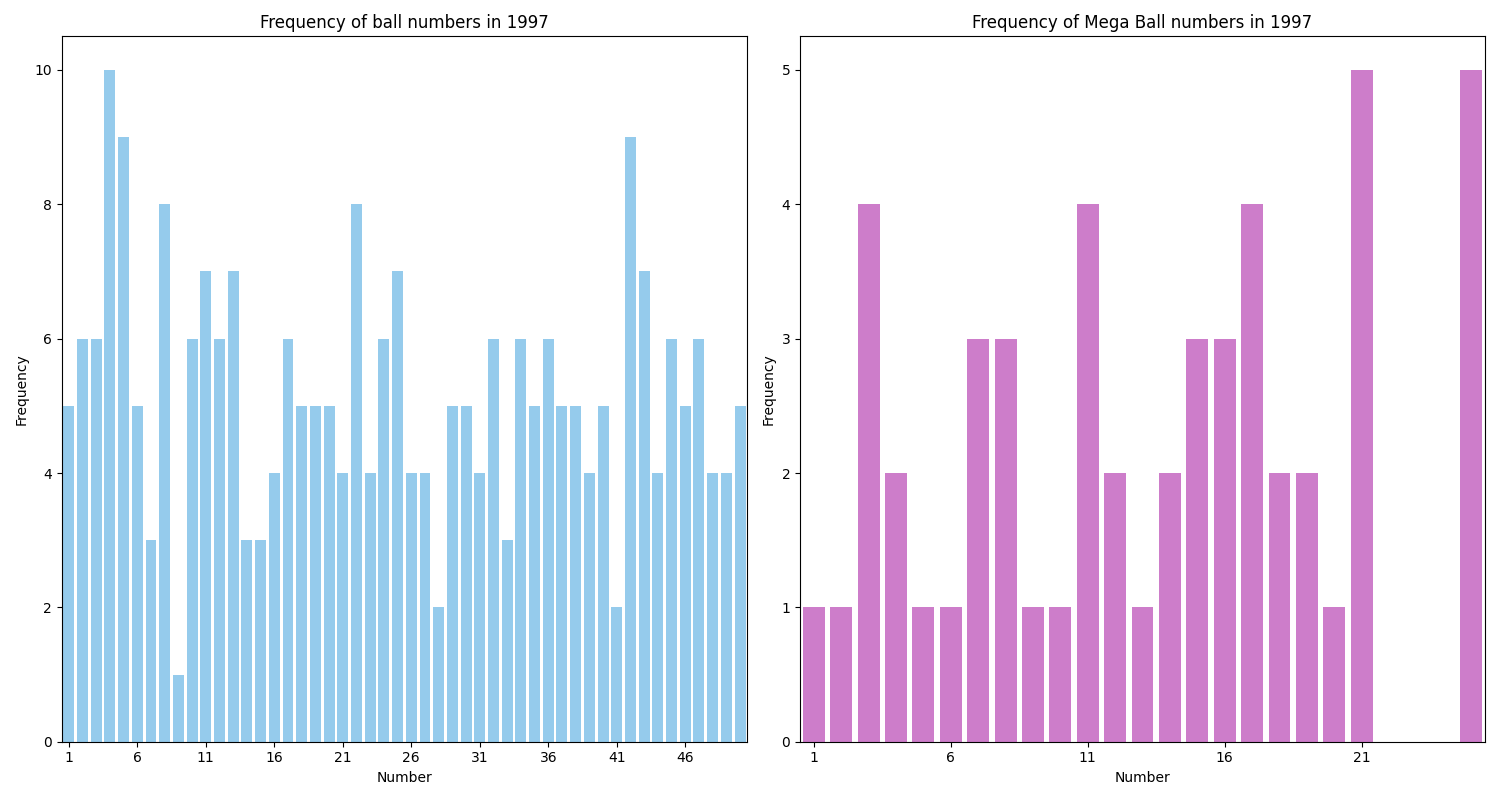 Frequency of ball numbers in 1997
Frequency
10
8
6
4
2
0
1 6 11 16 21 26 31 36 41 46
Number
Frequency of Mega Ball numbers in 1997
Frequency
5
4
3
2
1
0
1 6 11 16 21
Number